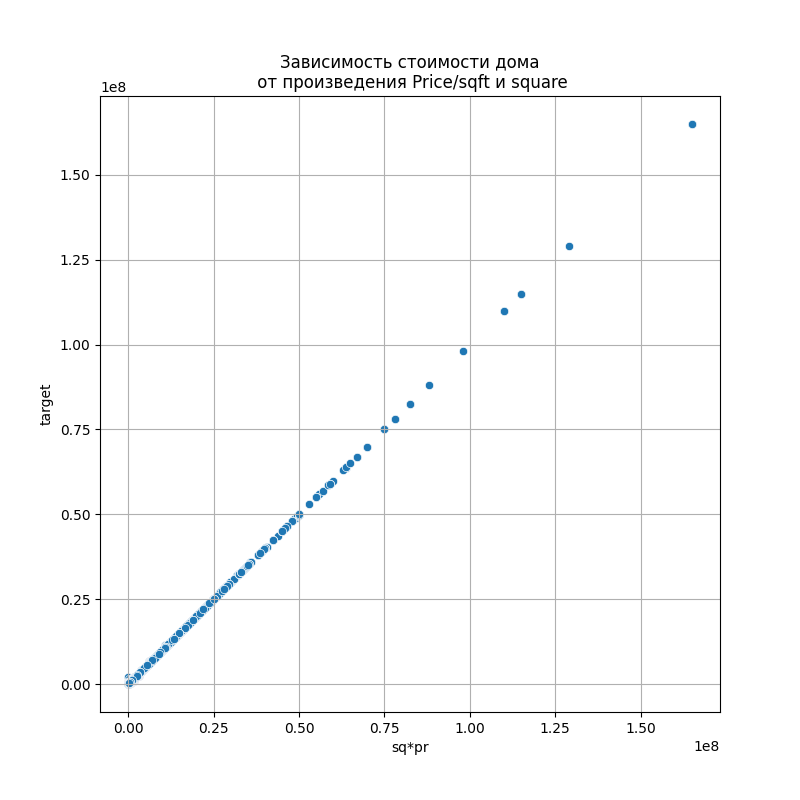 Зависимость стоимости дома
от произведения Price/sqft и square
1e8
1.50
1.25
1.00
0.75
0.50
0.25
0.00
target
0.00 0.25 0.50 0.75 1.00 1.25 1.50
sq*pr
1e8